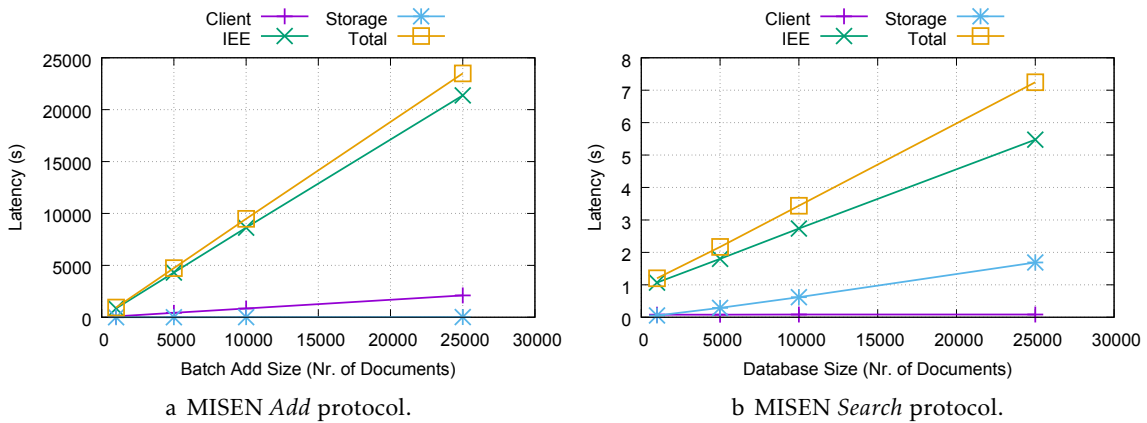 Client Storage
IEE Total
25000
20000
15000
10000
5000
0
Latency (s)
0 5000 10000 15000 20000 25000 30000
Batch Add Size (Nr. of Documents)
a MISEN Add protocol.
Client Storage
IEE Total
8
7
6
5
4
3
2
1
0
Latency (s)
0 5000 10000 15000 20000 25000 30000
Database Size (Nr. of Documents)
b MISEN Search protocol.